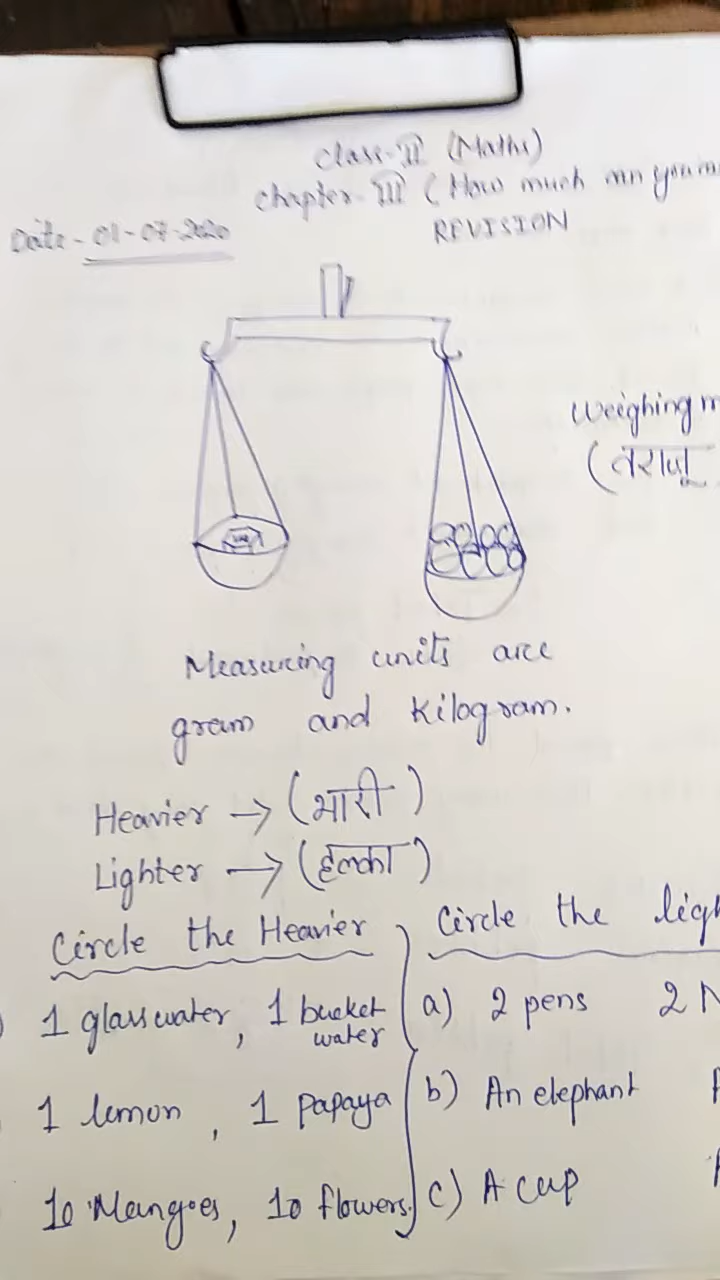 Class-II (Maths)
Chapter-III (How much can you
REVISION
Date-01-07-2020
Weighing
(तराजू
Measuring units are
gram and kilogram.
Heavier → (भारी)
Lighter → (हल्का)
Circle the Heavier
1 glass water, 1 bucket water
1 lemon, 1 papaya
10 Mangoes, 10 flowers.
Circle the
a) 2 pens 2
b) An elephant
c) A cup